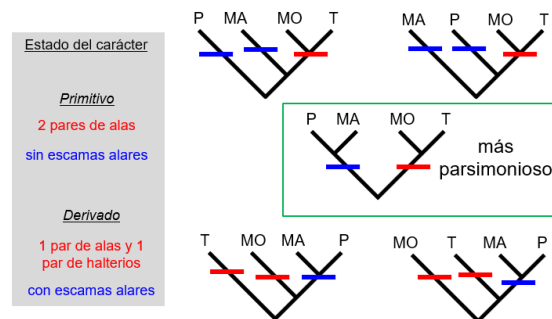 Estado del carácter
Primitivo
2 pares de alas
sin escamas alares
Derivado
1 par de alas y 1
par de halterios
con escamas alares
P MA MO T
MA P MO T
P MA MO T
más
parsimonioso
T MO MA P
MO T MA P